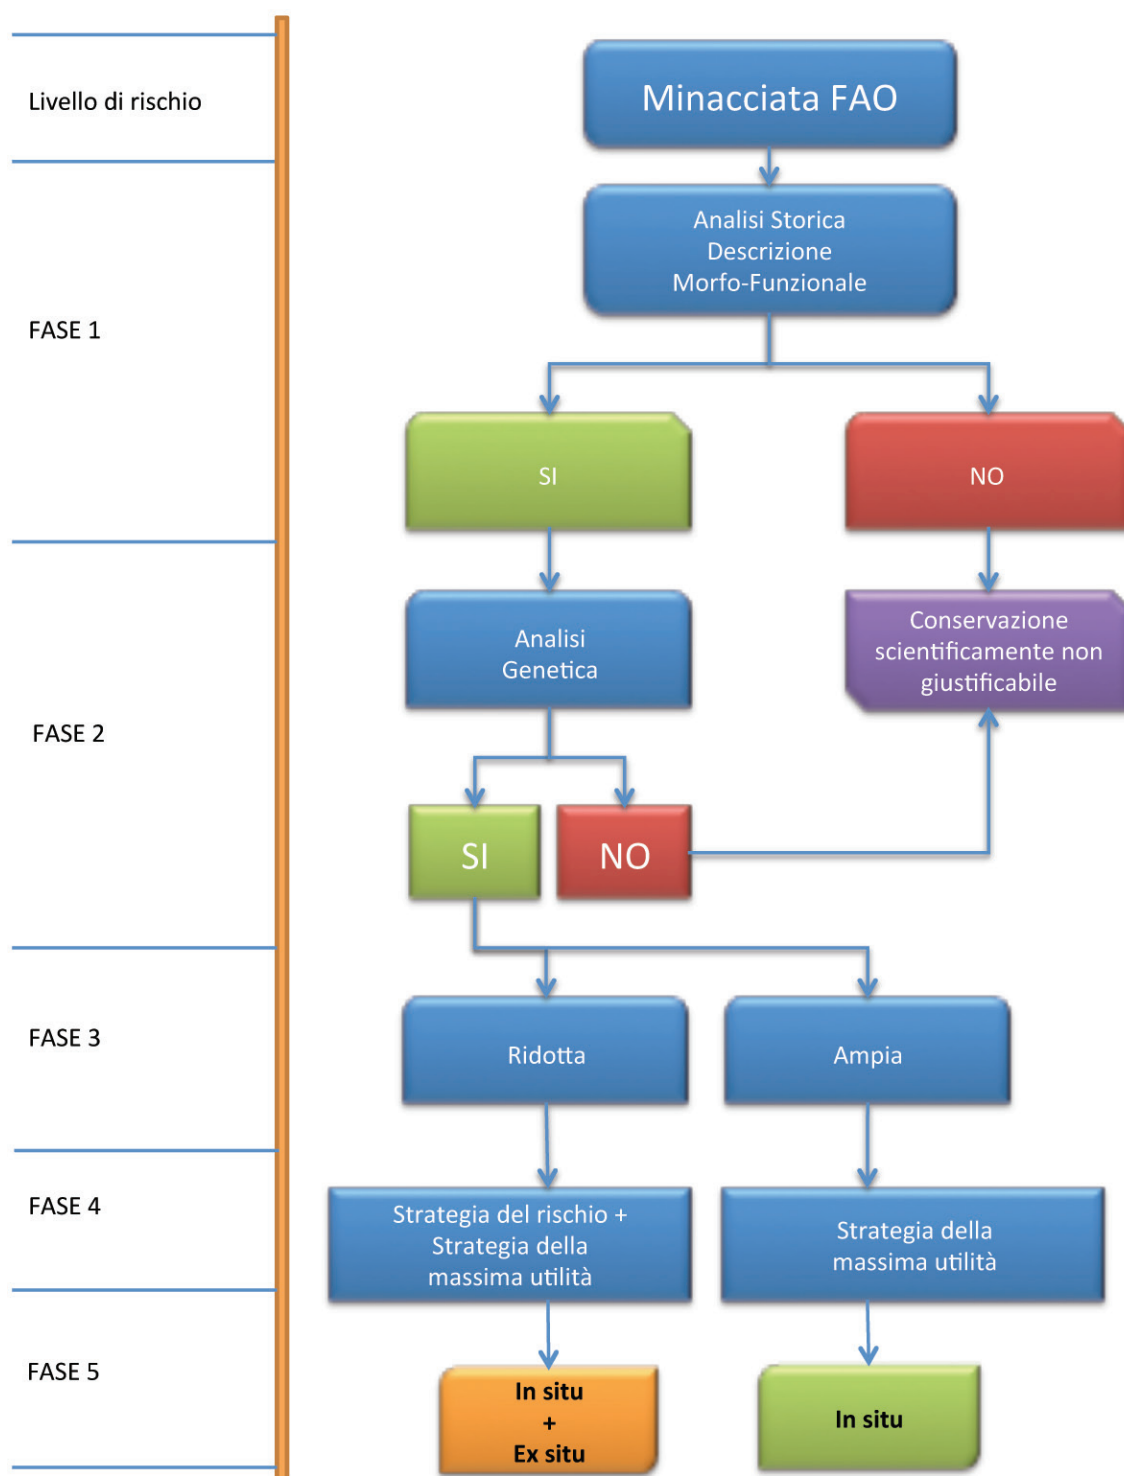 Livello di rischio
Minacciata FAO
FASE 1
Analisi Storica
Descrizione
Morfo-Funzionale
SI
NO
FASE 2
Analisi
Genetica
Conservazione
scientificamente non
giustificabile
SI
NO
FASE 3
Ridotta
Ampia
FASE 4
Strategia del rischio +
Strategia della
massima utilità
Strategia della
massima utilità
FASE 5
In situ
+
Ex situ
In situ